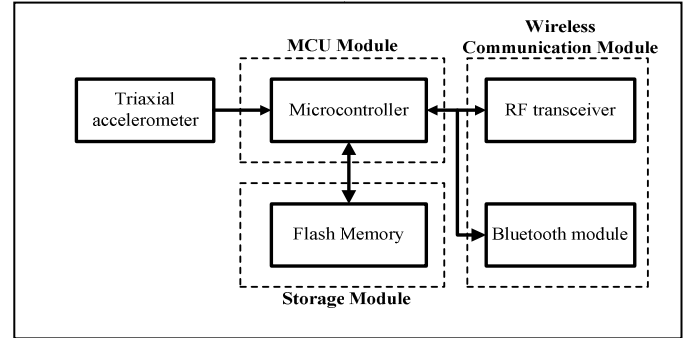 Wireless
Communication Module
MCU Module
Triaxial
accelerometer
Microcontroller
RF transceiver
Flash Memory
Bluetooth module
Storage Module